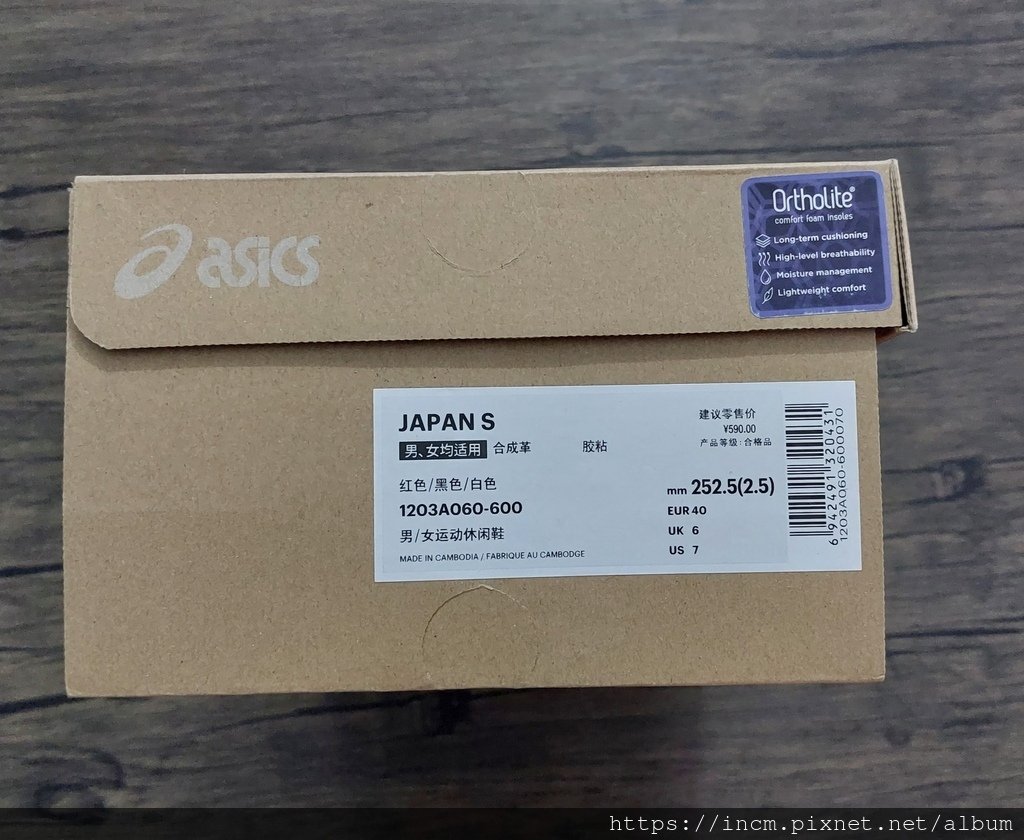 asics
Ortholite®
comfort foam insoles
Long-term cushioning
High-level breathability
Moisture management
Lightweight comfort
JAPAN S
男、女均适用 合成革 胶粘
红色/黑色/白色
1203A060-600
男/女运动休闲鞋
MADE IN CAMBODIA / FABRIQUE AU CAMBODGE
建议零售价
¥590.00
产品等级:合格品
mm 252.5(2.5)
EUR 40
UK 6
US 7
6942491320431
1203A060-600070
https://incm.pixnet.net/album